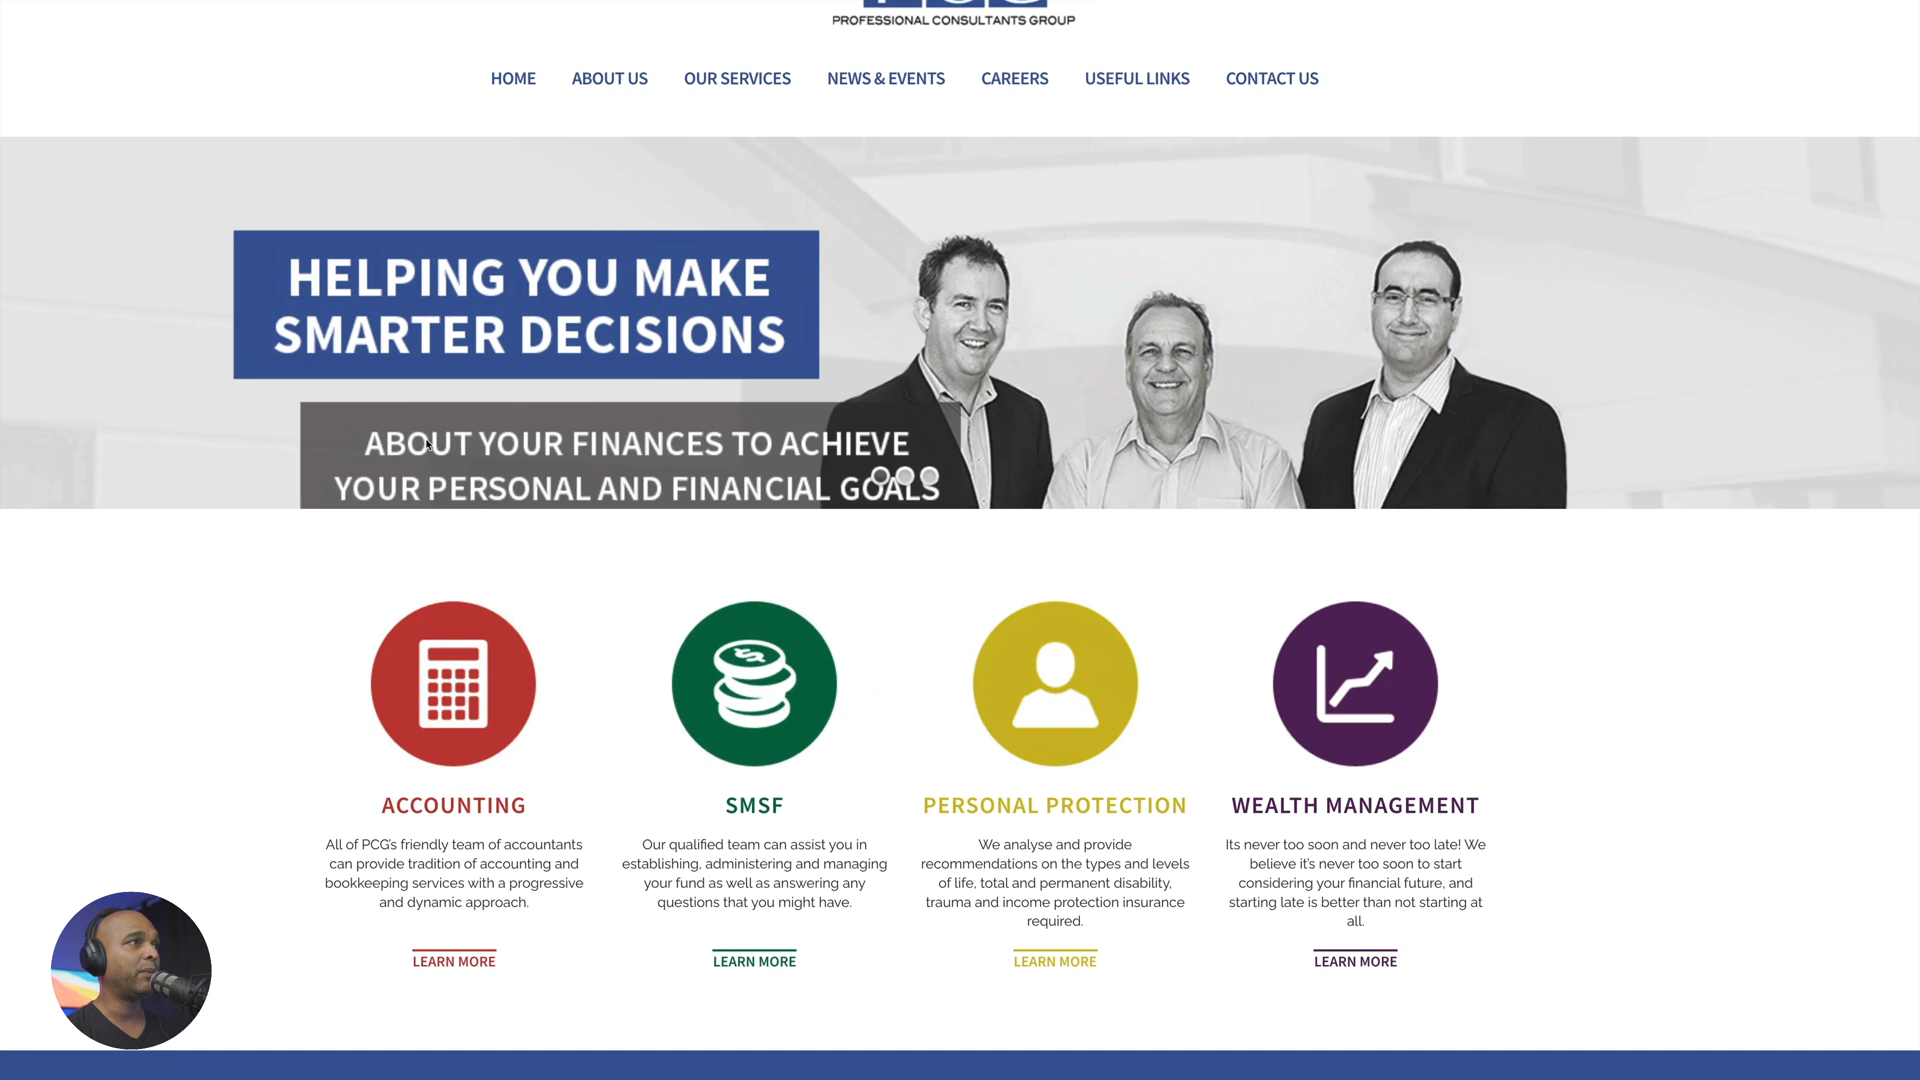 PROFESSIONAL CONSULTANTS GROUP
HOME ABOUT US OUR SERVICES NEWS & EVENTS CAREERS USEFUL LINKS CONTACT US
HELPING YOU MAKE
SMARTER DECISIONS
ABOUT YOUR FINANCES TO ACHIEVE
YOUR PERSONAL AND FINANCIAL GOALS
ACCOUNTING
All of PCG's friendly team of accountants
can provide tradition of accounting and
bookkeeping services with a progressive
and dynamic approach.
LEARN MORE
SMSF
Our qualified team can assist you in
establishing, administering and managing
your fund as well as answering any
questions that you might have.
LEARN MORE
PERSONAL PROTECTION
We analyse and provide
recommendations on the types and levels
of life, total and permanent disability,
trauma and income protection insurance
required.
LEARN MORE
WEALTH MANAGEMENT
Its never too soon and never too late! We
believe it's never too soon to start
considering your financial future, and
starting late is better than not starting at
all.
LEARN MORE